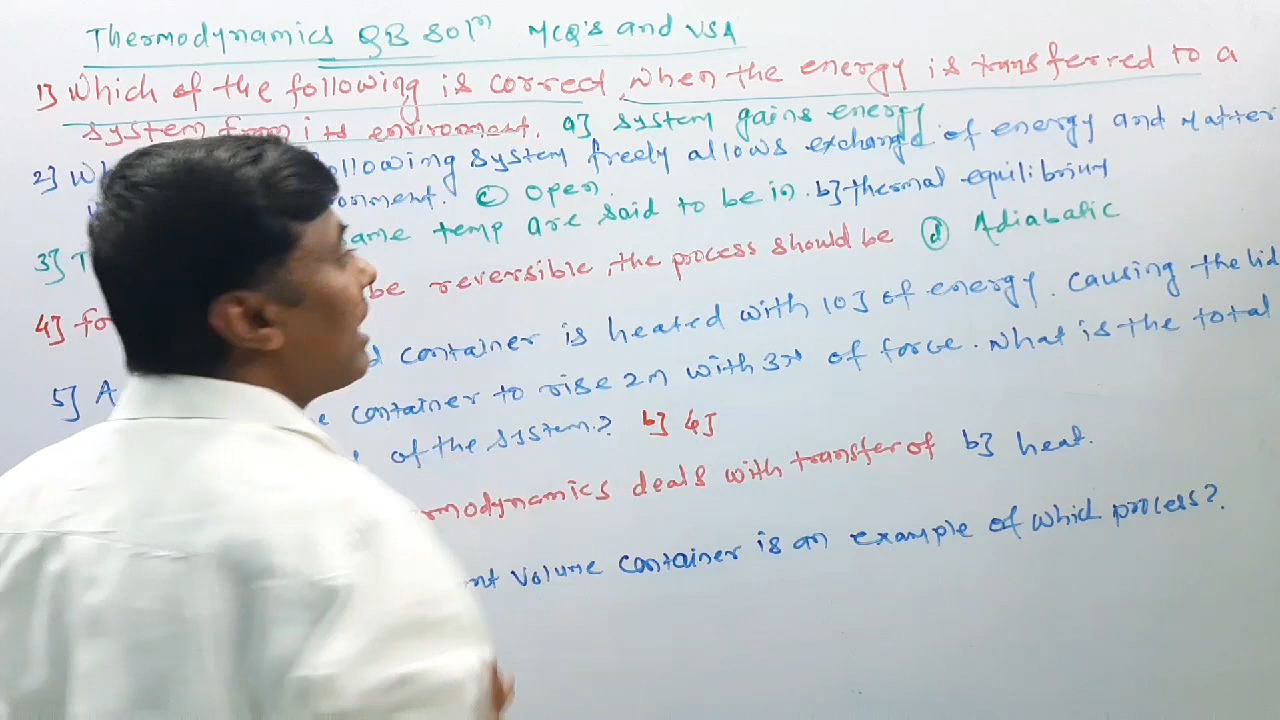 Thermodynamics QB Solⁿ MCQ's and VSA
1] Which of the following is correct, when the energy is transferred to a
system from its enviroment. a] system gains energy
2] Wh ollowing system freely allows exchange of energy and Matter
onment. c open.
3] T ame temp are said to be in. b] thermal equilibrium
4] for be reversible, the process should be d Adiabatic
5] A d container is heated with 10J of energy. causing the lid
e container to rise 2m with 3N of force. What is the total
of the system? b] 4J
modynamics deals with transfer of b] heat.
nt volume container is an example of which process?